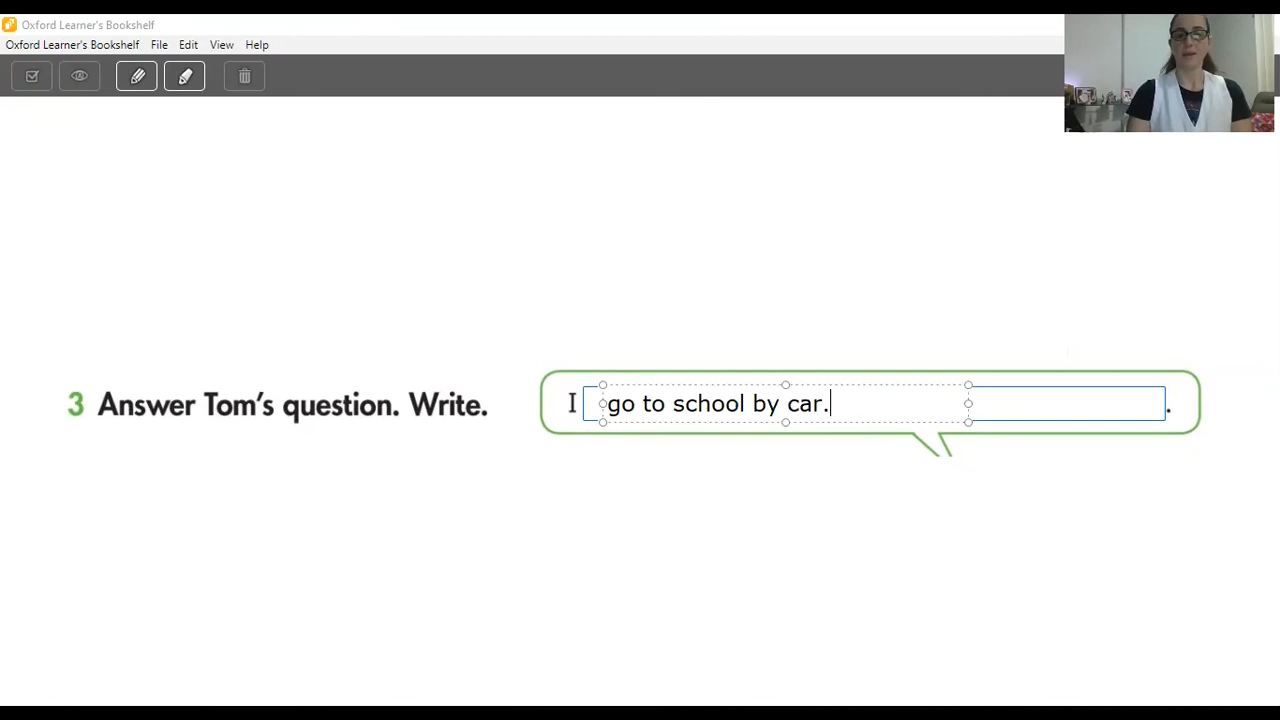 Oxford Learner's Bookshelf
Oxford Learner's Bookshelf File Edit View Help
3 Answer Tom's question. Write.
I go to school by car. .